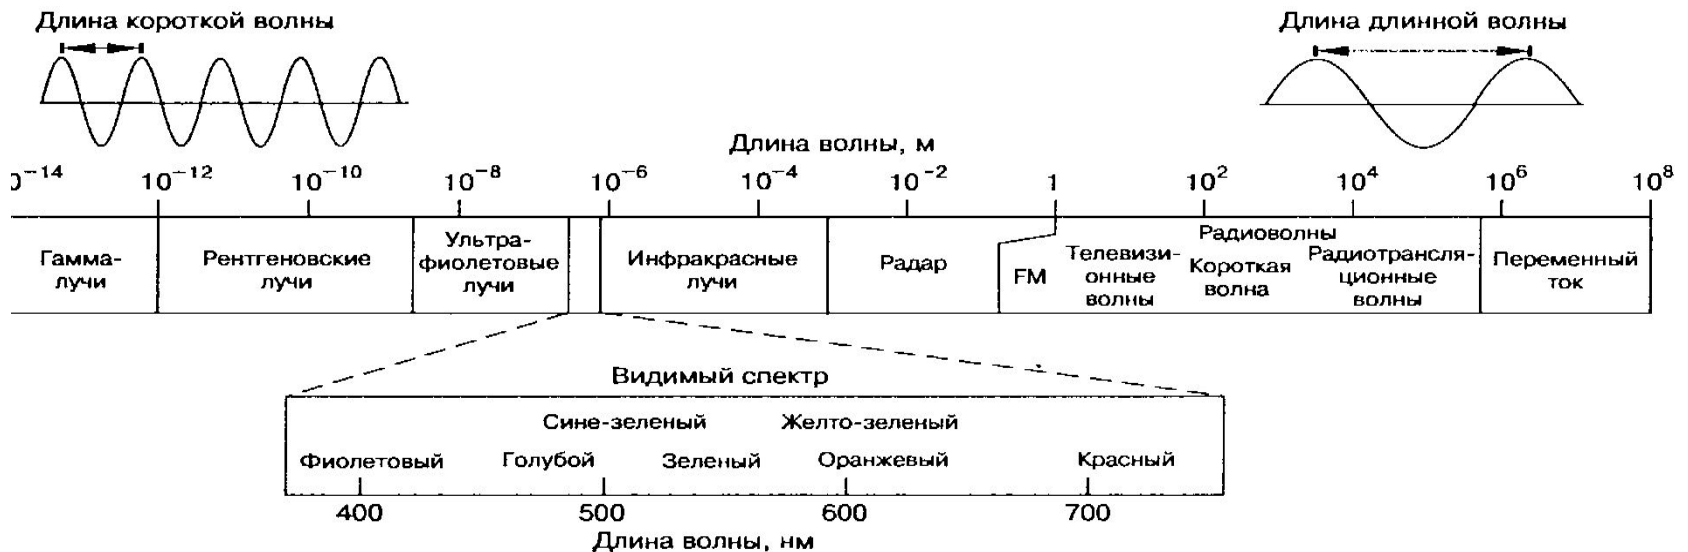 Длина короткой волны
Длина длинной волны
Длина волны, м
0⁻¹⁴ 10⁻¹² 10⁻¹⁰ 10⁻⁸ 10⁻⁶ 10⁻⁴ 10⁻² 1 10² 10⁴ 10⁶ 10⁸
Гамма-
лучи
Рентгеновские
лучи
Ультра-
фиолетовые
лучи
Инфракрасные
лучи
Радар
FM
Радиоволны
Телевизи-
онные
волны
Короткая
волна
Радиотрансля-
ционные
волны
Переменный
ток
Видимый спектр
Сине-зеленый Желто-зеленый
Фиолетовый Голубой Зеленый Оранжевый Красный
400 500 600 700
Длина волны, нм